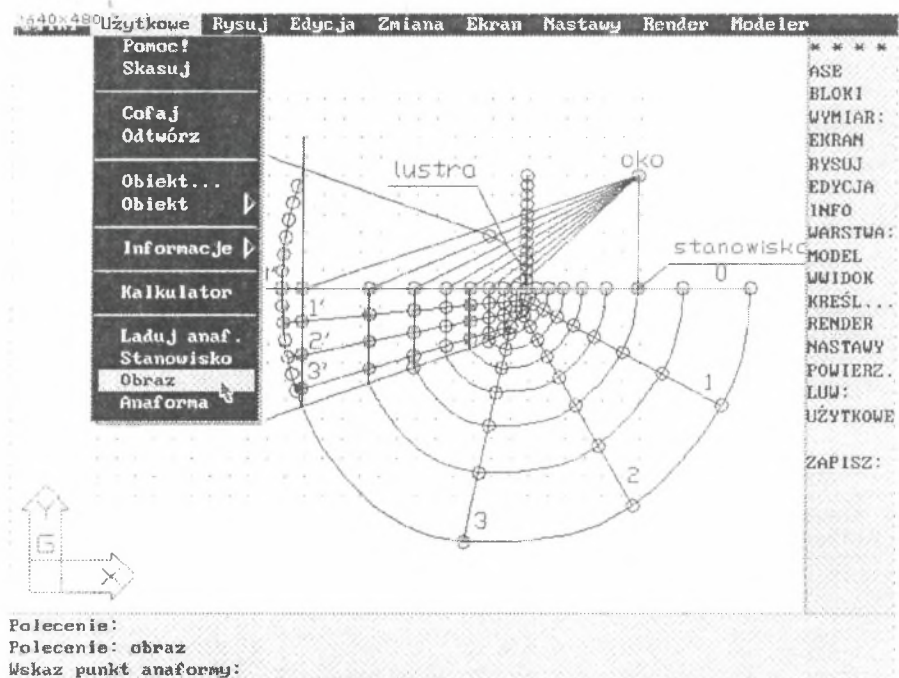 640×480
Użytkowe Rysuj Edycja Zmiana Ekran Nastawy Render Modeler
Pomoc!
Skasuj
Cofaj
Odtwórz
Obiekt...
Obiekt
Informacje
Kalkulator
Laduj anaf.
Stanowisko
Obraz
Anaforma
lustra
oko
stanowisko
0
1'
2'
3'
1
2
3
Y
G
X
* * * *
ASE
BLOKI
WYMIAR:
EKRAN
RYSUJ
EDYCJA
INFO
WARSTWA:
MODEL
WWIDOK
KREŚL...
RENDER
NASTAWY
POWIERZ.
LUW:
UŻYTKOWE
ZAPISZ:
Polecenie:
Polecenie: obraz
Wskaz punkt anaformy: